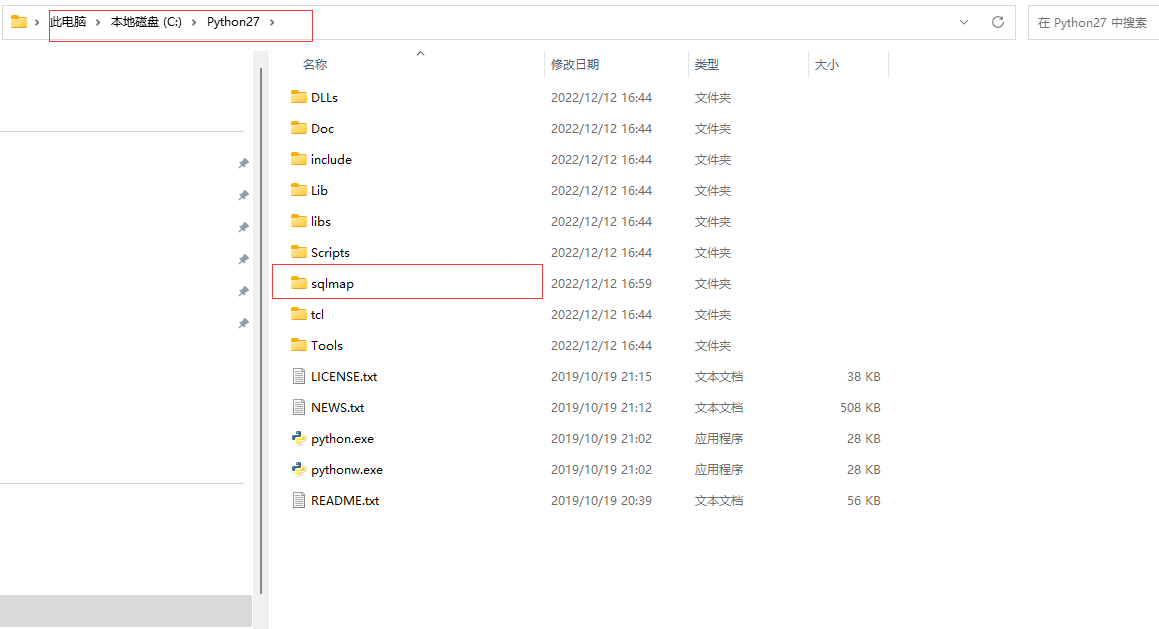 此电脑 › 本地磁盘 (C:) › Python27 › 在 Python27 中搜索
名称 修改日期 类型 大小
DLLs 2022/12/12 16:44 文件夹
Doc 2022/12/12 16:44 文件夹
include 2022/12/12 16:44 文件夹
Lib 2022/12/12 16:44 文件夹
libs 2022/12/12 16:44 文件夹
Scripts 2022/12/12 16:44 文件夹
sqlmap 2022/12/12 16:59 文件夹
tcl 2022/12/12 16:44 文件夹
Tools 2022/12/12 16:44 文件夹
LICENSE.txt 2019/10/19 21:15 文本文档 38 KB
NEWS.txt 2019/10/19 21:12 文本文档 508 KB
python.exe 2019/10/19 21:02 应用程序 28 KB
pythonw.exe 2019/10/19 21:02 应用程序 28 KB
README.txt 2019/10/19 20:39 文本文档 56 KB